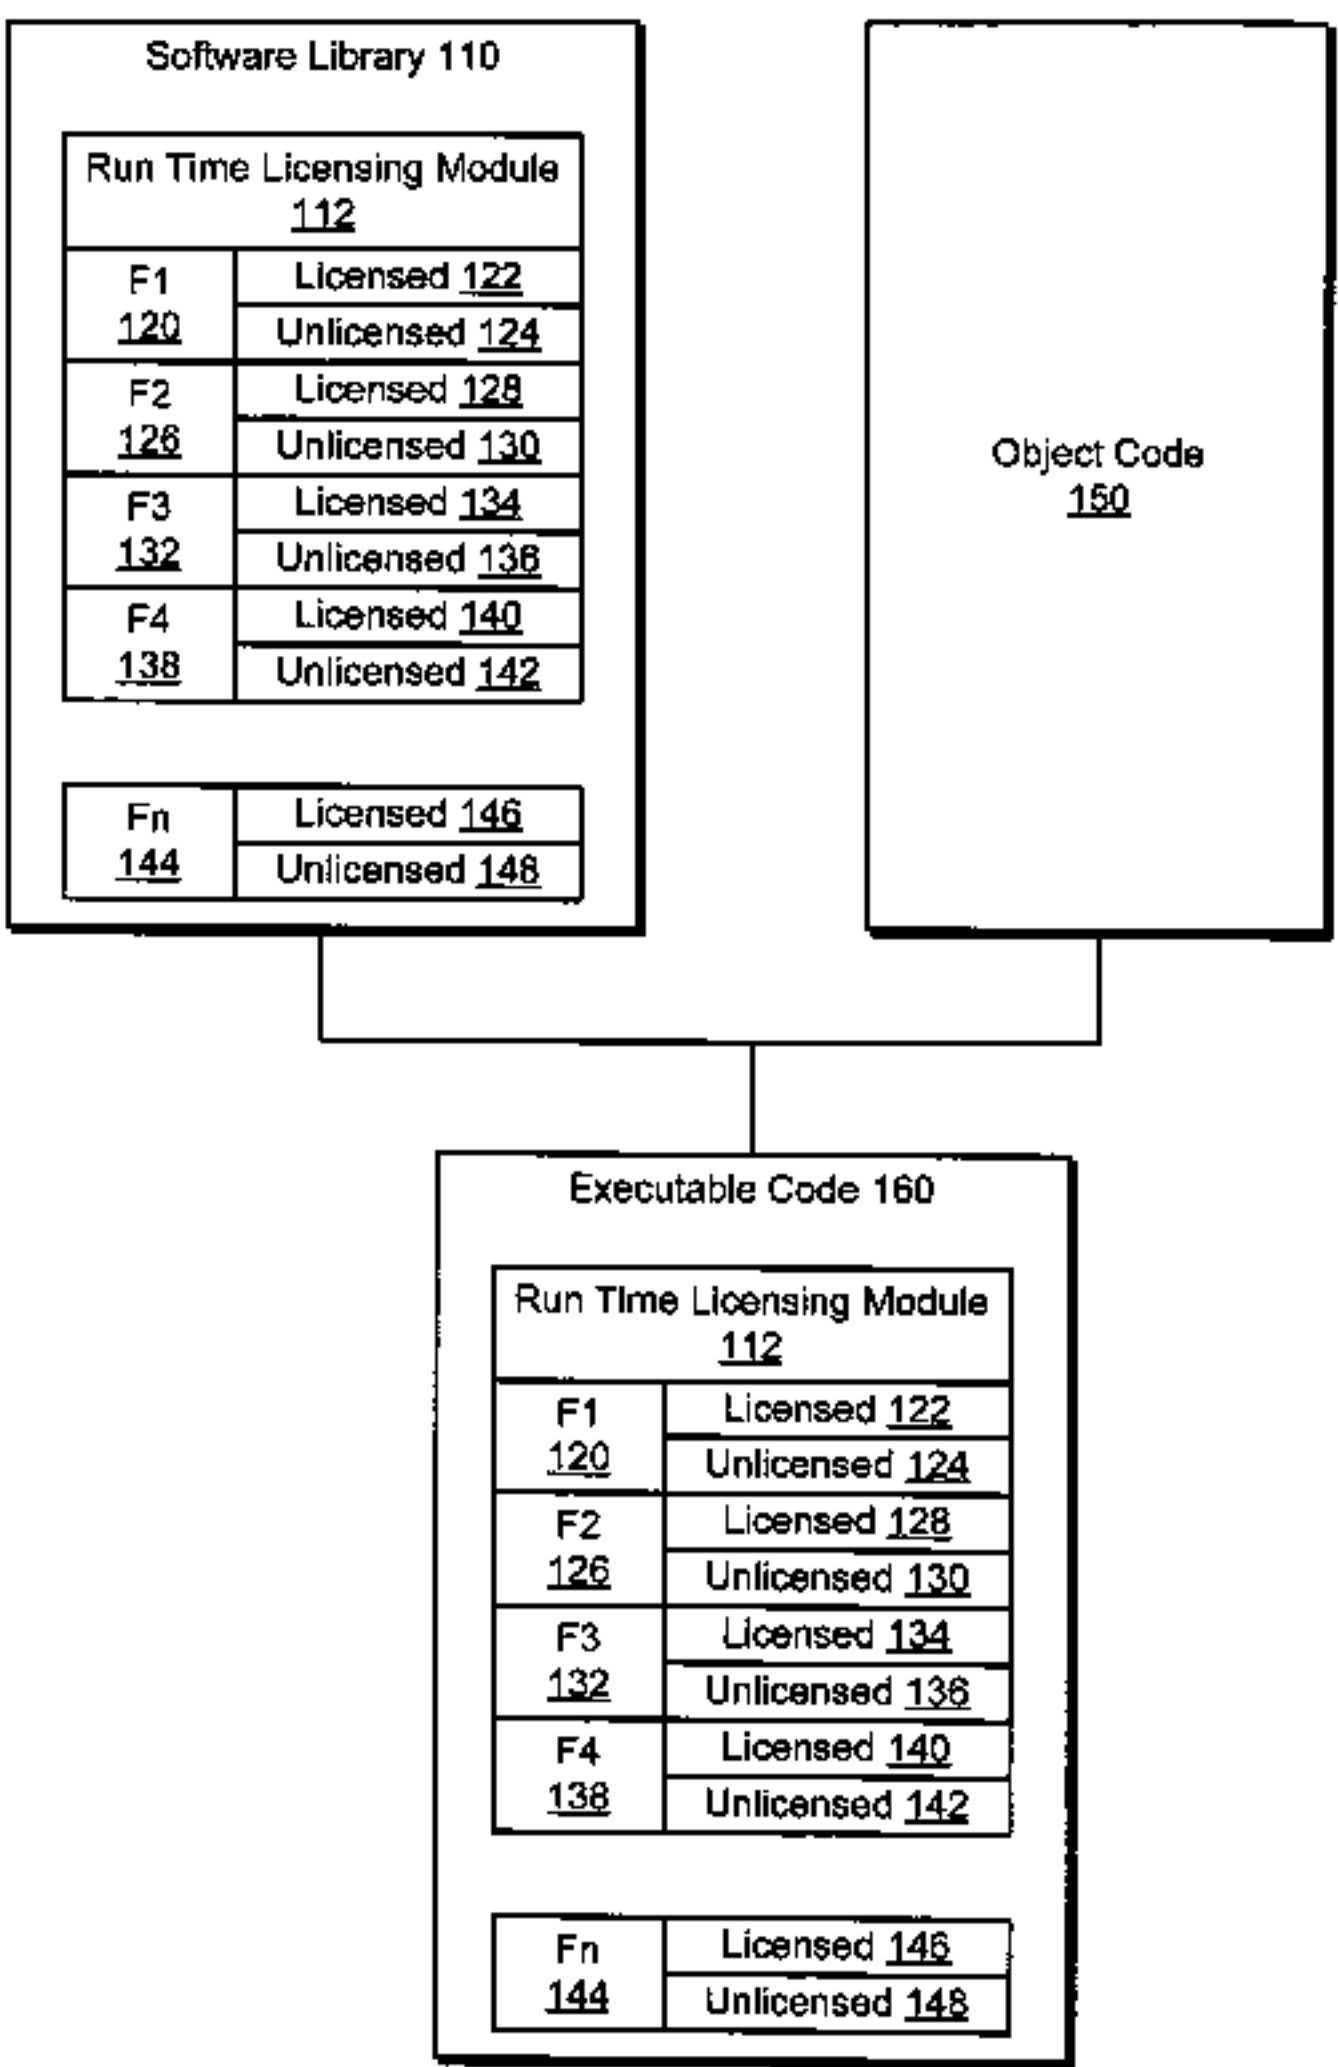 Software Library 110
Run Time Licensing Module
112
F1
120
Licensed 122
Unlicensed 124
F2
126
Licensed 128
Unlicensed 130
F3
132
Licensed 134
Unlicensed 136
F4
138
Licensed 140
Unlicensed 142
Fn
144
Licensed 146
Unlicensed 148
Object Code
150
Executable Code 160
Run Time Licensing Module
112
F1
120
Licensed 122
Unlicensed 124
F2
126
Licensed 128
Unlicensed 130
F3
132
Licensed 134
Unlicensed 136
F4
138
Licensed 140
Unlicensed 142
Fn
144
Licensed 146
Unlicensed 148